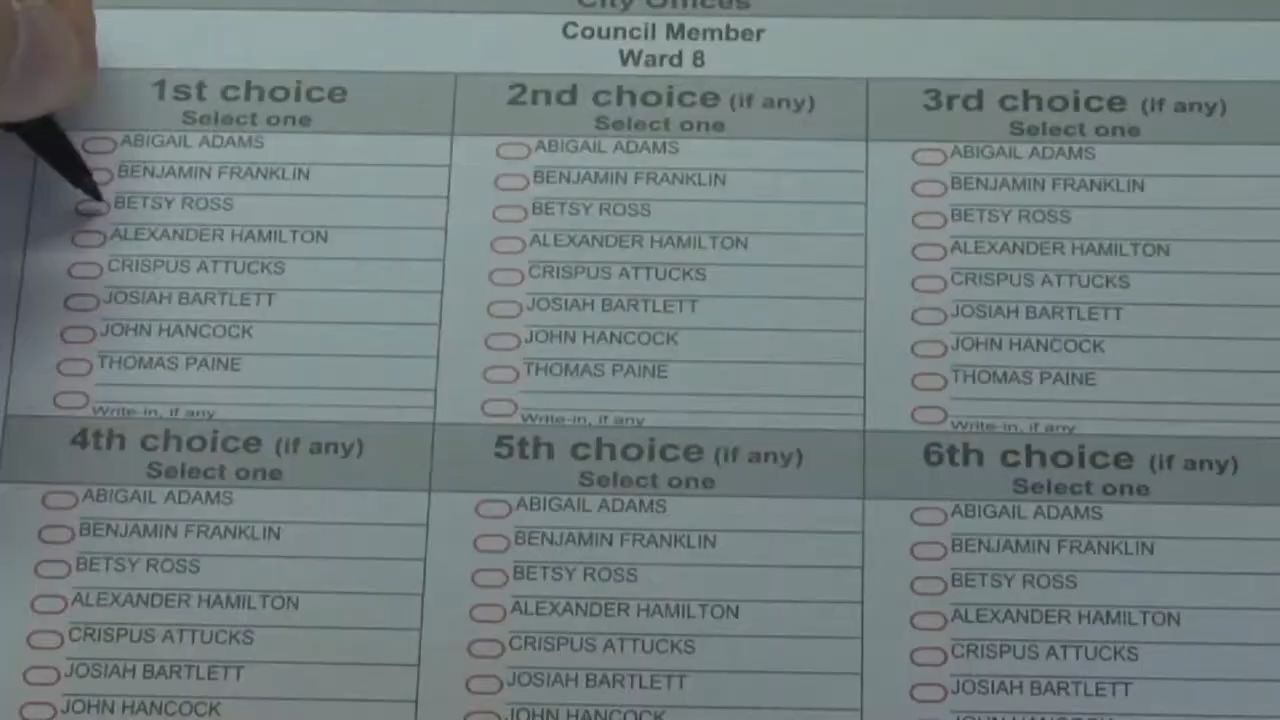 City Offices
Council Member
Ward 8
1st choice
Select one
ABIGAIL ADAMS
BENJAMIN FRANKLIN
BETSY ROSS
ALEXANDER HAMILTON
CRISPUS ATTUCKS
JOSIAH BARTLETT
JOHN HANCOCK
THOMAS PAINE
Write-in, if any
2nd choice (if any)
Select one
ABIGAIL ADAMS
BENJAMIN FRANKLIN
BETSY ROSS
ALEXANDER HAMILTON
CRISPUS ATTUCKS
JOSIAH BARTLETT
JOHN HANCOCK
THOMAS PAINE
Write-in, if any
3rd choice (if any)
Select one
ABIGAIL ADAMS
BENJAMIN FRANKLIN
BETSY ROSS
ALEXANDER HAMILTON
CRISPUS ATTUCKS
JOSIAH BARTLETT
JOHN HANCOCK
THOMAS PAINE
Write-in, if any
4th choice (if any)
Select one
ABIGAIL ADAMS
BENJAMIN FRANKLIN
BETSY ROSS
ALEXANDER HAMILTON
CRISPUS ATTUCKS
JOSIAH BARTLETT
JOHN HANCOCK
5th choice (if any)
Select one
ABIGAIL ADAMS
BENJAMIN FRANKLIN
BETSY ROSS
ALEXANDER HAMILTON
CRISPUS ATTUCKS
JOSIAH BARTLETT
JOHN HANCOCK
6th choice (if any)
Select one
ABIGAIL ADAMS
BENJAMIN FRANKLIN
BETSY ROSS
ALEXANDER HAMILTON
CRISPUS ATTUCKS
JOSIAH BARTLETT